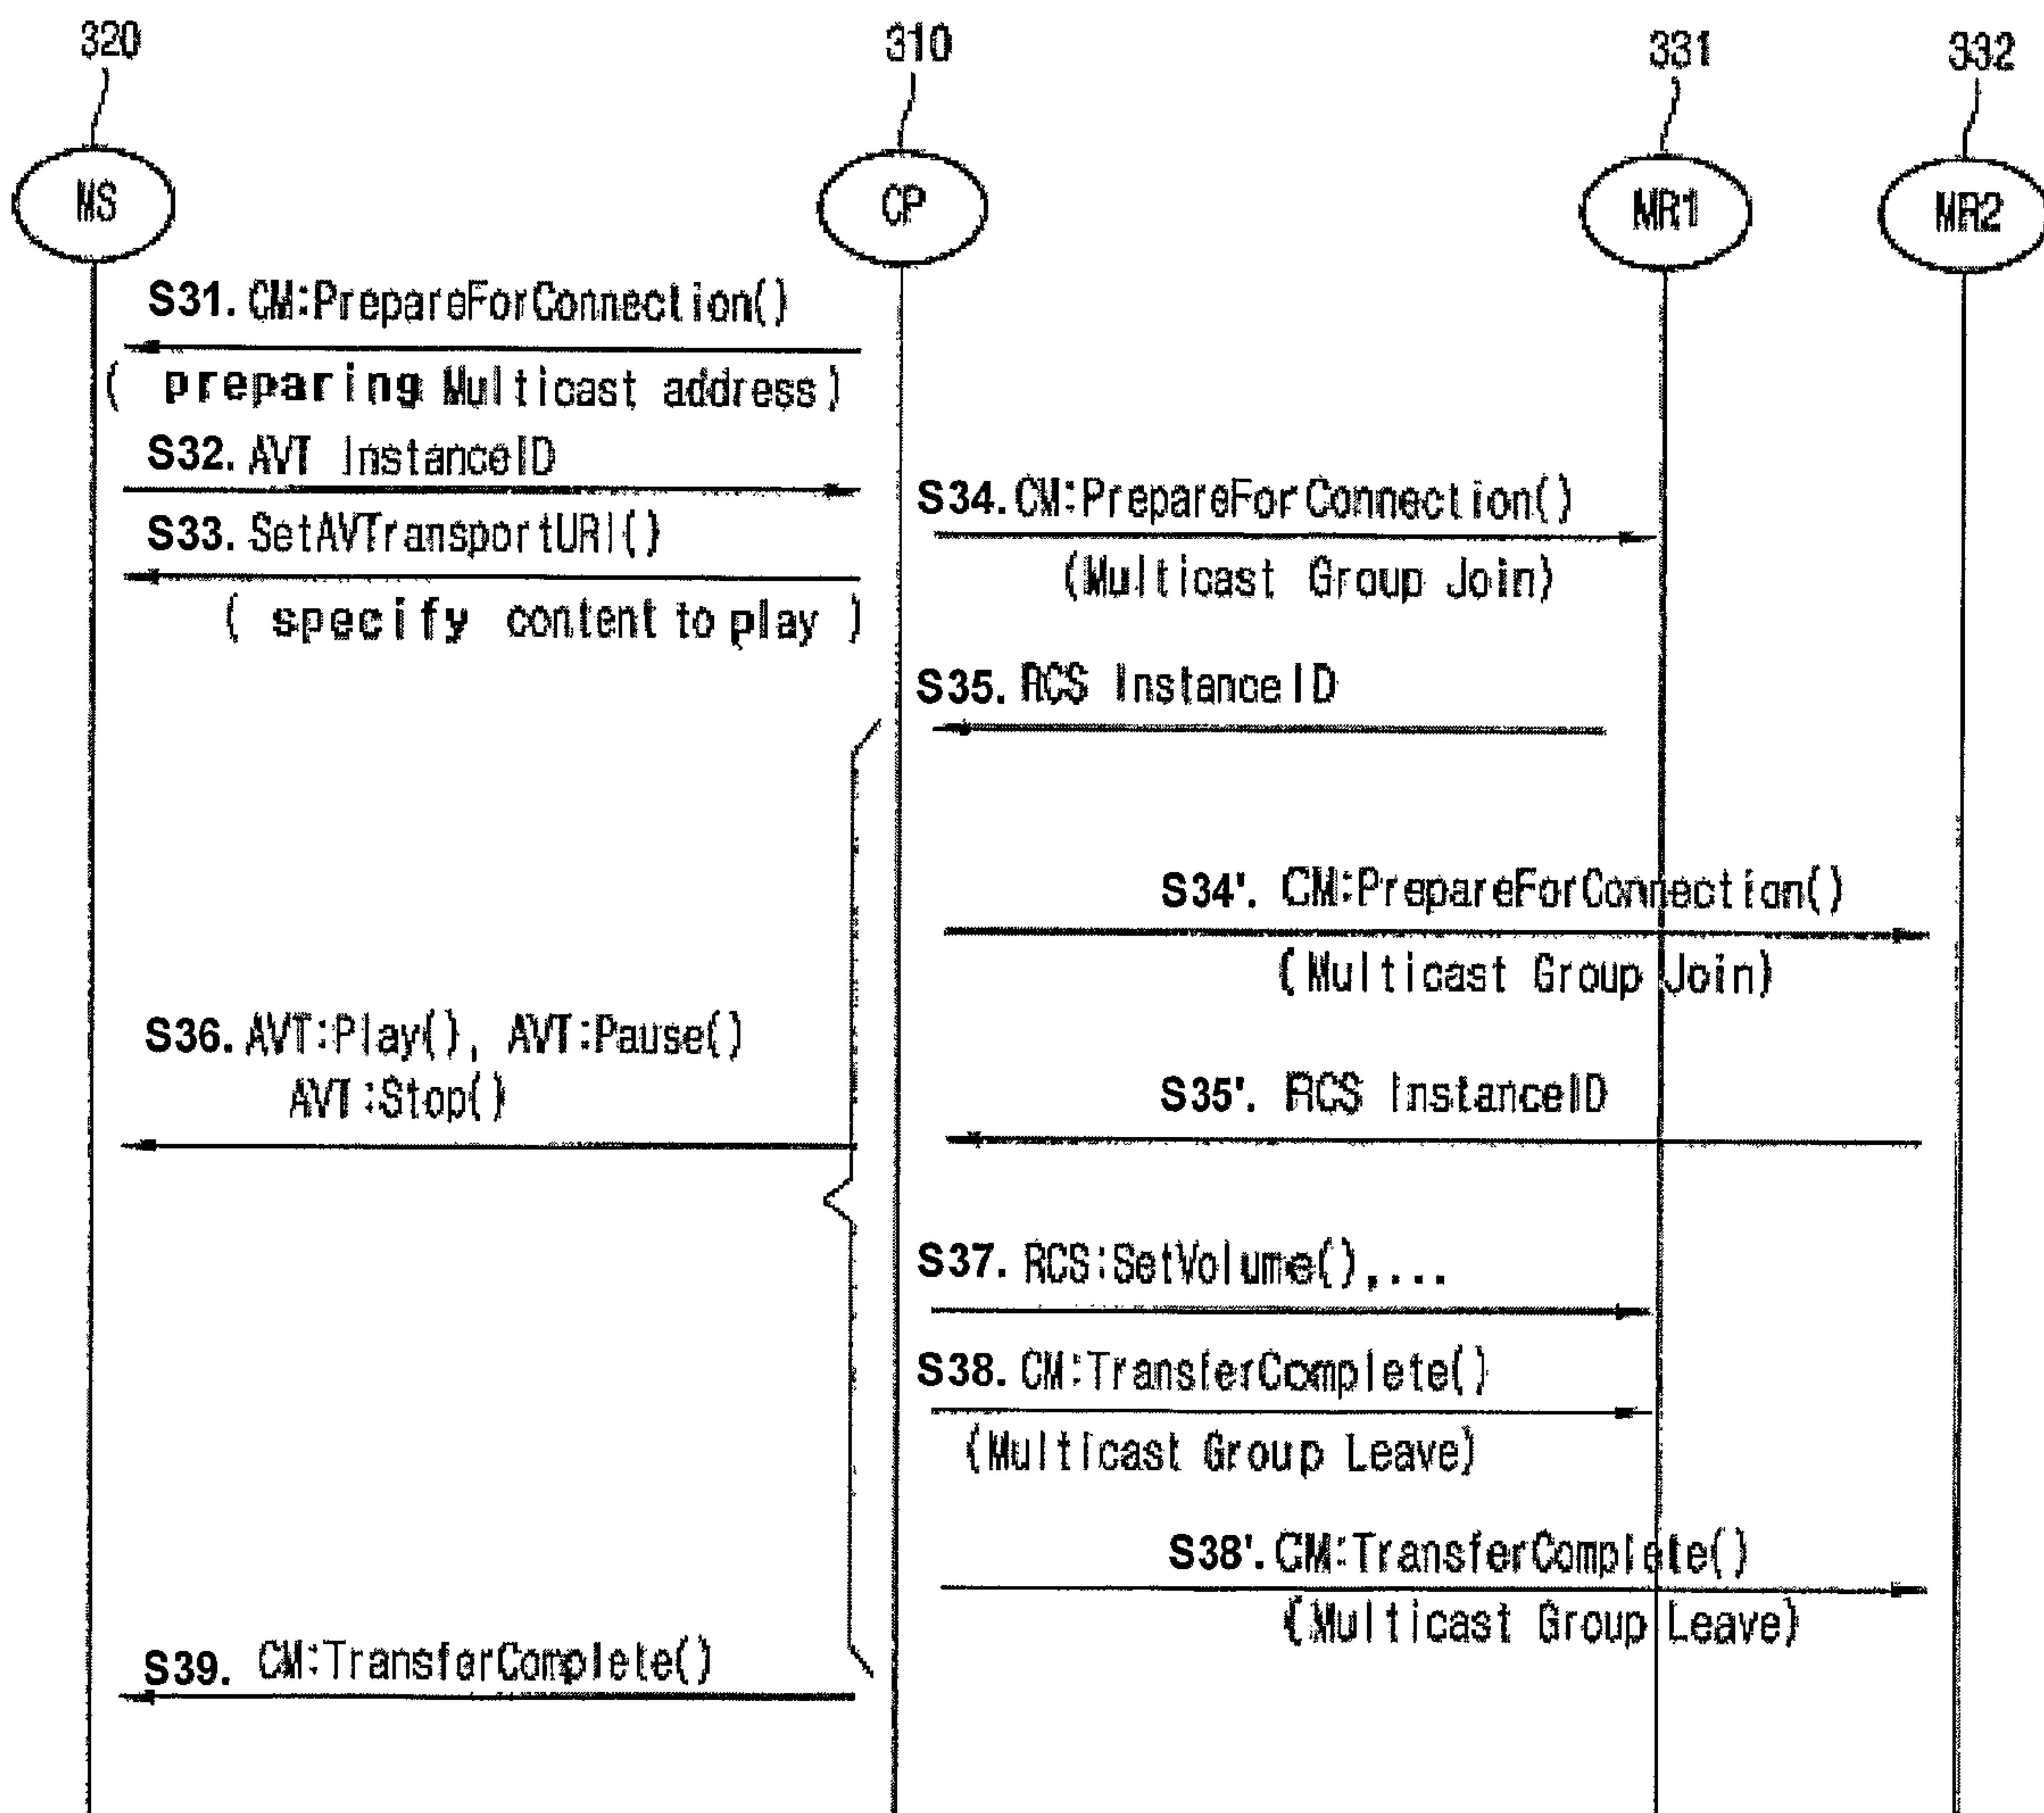 320
310
331
332
MS
CP
MR1
MR2
S31. CM:PrepareForConnection()
( preparing Multicast address)
S32. AVT InstanceID
S33. SetAVTransportURI()
( specify content to play )
S34. CM:PrepareForConnection()
(Multicast Group Join)
S35. RCS InstanceID
S34'. CM:PrepareForConnection()
(Multicast Group Join)
S36. AVT:Play(), AVT:Pause()
AVT:Stop()
S35'. RCS InstanceID
S37. RCS:SetVolume(),...
S38. CM:TransferComplete()
(Multicast Group Leave)
S38'. CM:TransferComplete()
(Multicast Group Leave)
S39. CM:TransferComplete()